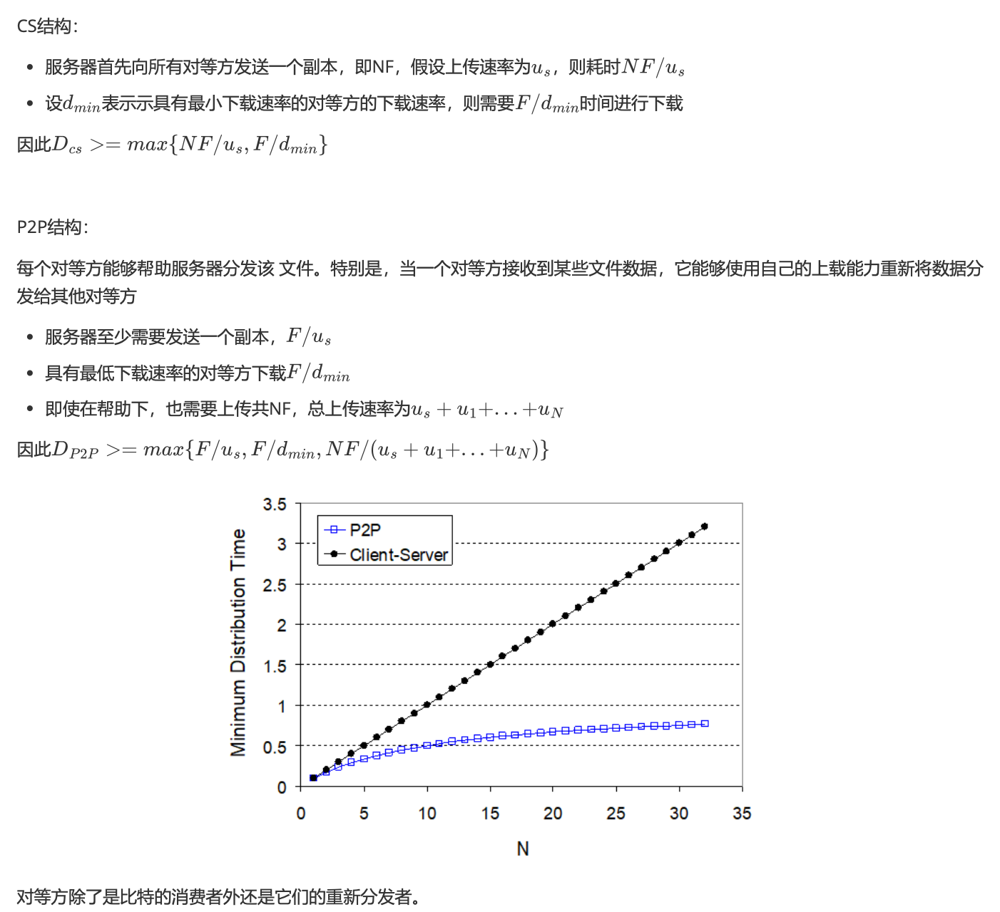 CS结构：
• 服务器首先向所有对等方发送一个副本，即NF，假设上传速率为$u_s$，则耗时$NF/u_s$
• 设$d_{min}$表示示具有最小下载速率的对等方的下载速率，则需要$F/d_{min}$时间进行下载
因此$D_{cs} >= max\{NF/u_s, F/d_{min}\}$
P2P结构：
每个对等方能够帮助服务器分发该 文件。特别是，当一个对等方接收到某些文件数据，它能够使用自己的上载能力重新将数据分
发给其他对等方
• 服务器至少需要发送一个副本，$F/u_s$
• 具有最低下载速率的对等方下载$F/d_{min}$
• 即使在帮助下，也需要上传共NF，总上传速率为$u_s + u_1+...+u_N$
因此$D_{P2P} >= max\{F/u_s, F/d_{min}, NF/(u_s + u_1+...+u_N)\}$
3.5
P2P
Client-Server
3
2.5
2
1.5
1
0.5
0
Minimum Distribution Time
0 5 10 15 20 25 30 35
N
对等方除了是比特的消费者外还是它们的重新分发者。